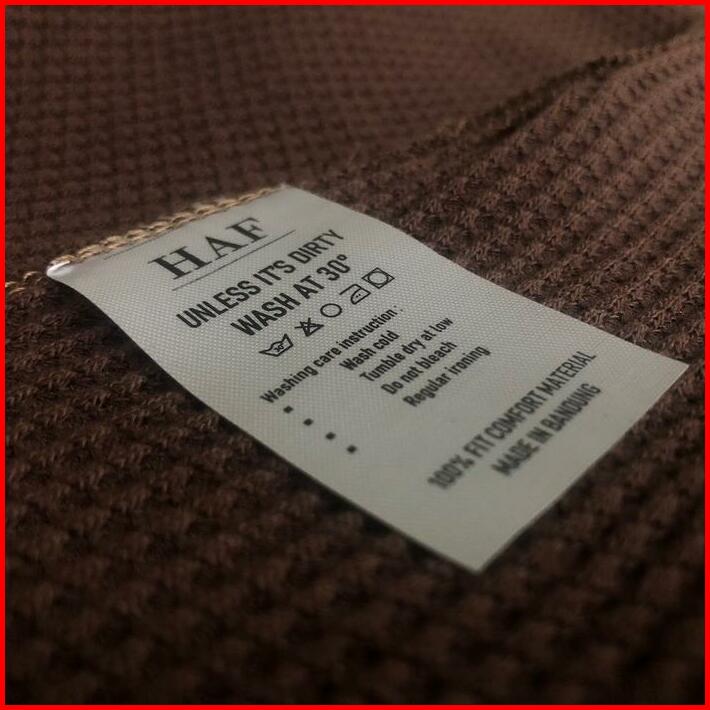 HAF
UNLESS IT'S DIRTY
WASH AT 30°
Washing care instruction :
▪ Wash cold
▪ Tumble dry at low
▪ Do not bleach
▪ Regular ironing
100% FIT COMFORT MATERIAL
MADE IN BANDUNG